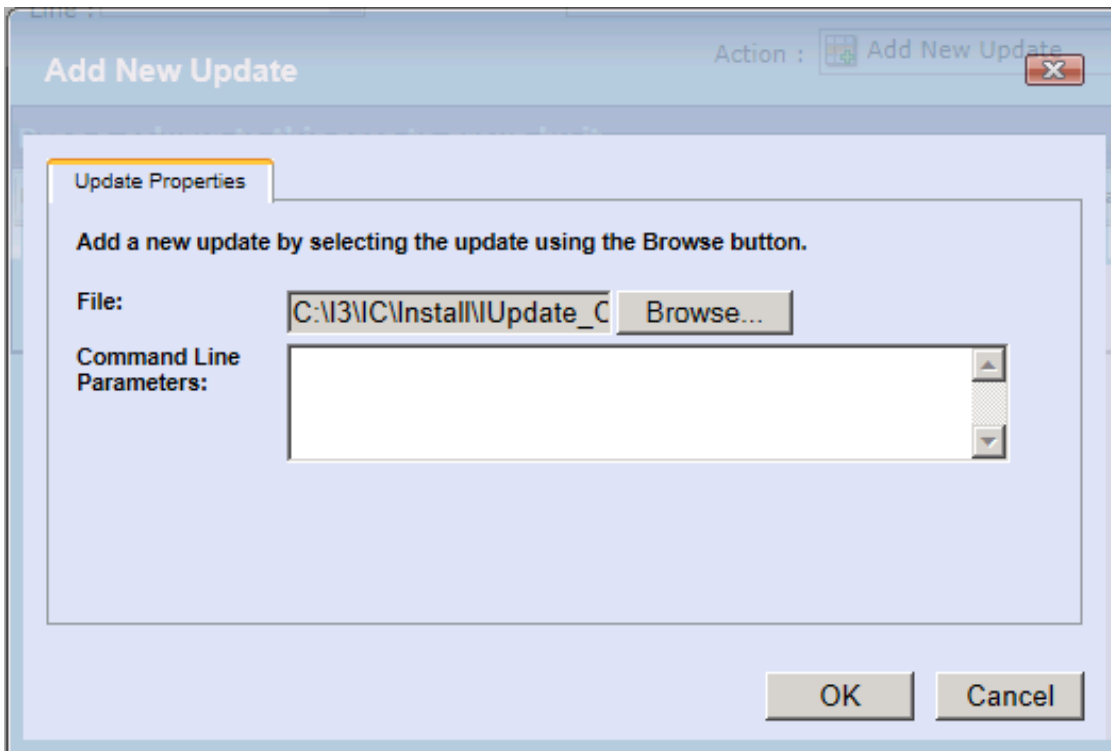 Line :
Action : Add New Update
Add New Update
Update Properties
Add a new update by selecting the update using the Browse button.
File:
C:\I3\IC\Install\IUpdate_C
Browse...
Command Line
Parameters:
OK
Cancel